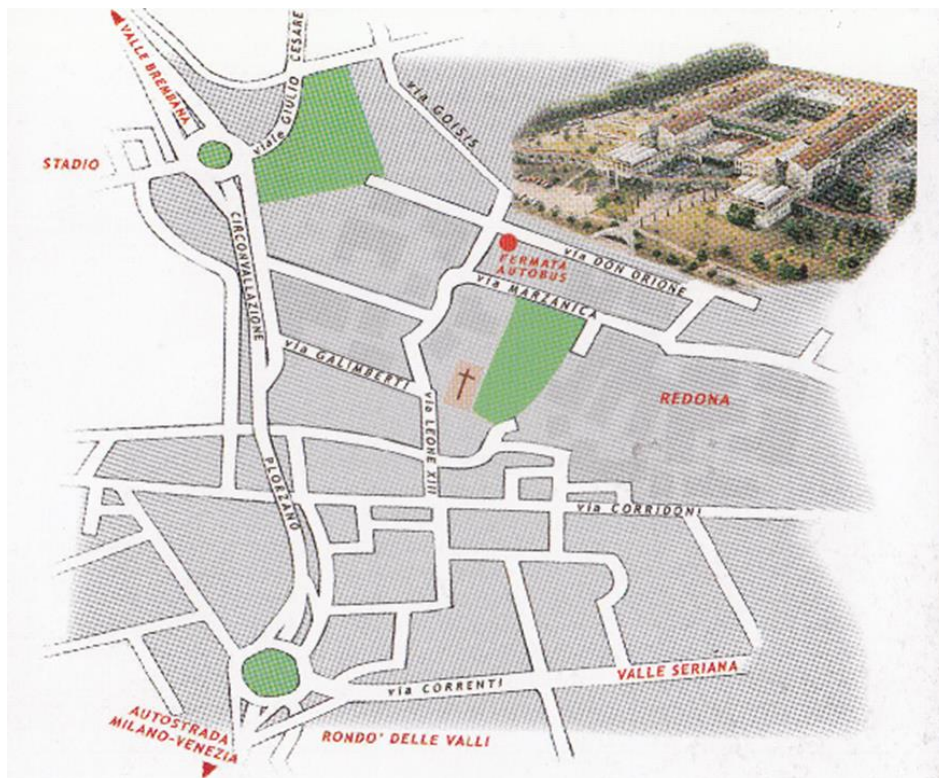 VALLE BREMBANA
viale GIULIO CESARE
via GOISIS
STADIO
CIRCONVALLAZIONE
FERMATA
AUTOBUS
via DON ORIONE
via MARZANICA
via GALIMBERTI
REDONA
via LEONE XIII
PLORZANO
via CORRIDONI
VALLE SERIANA
via CORRENTI
AUTOSTRADA
MILANO-VENEZIA
RONDO' DELLE VALLI